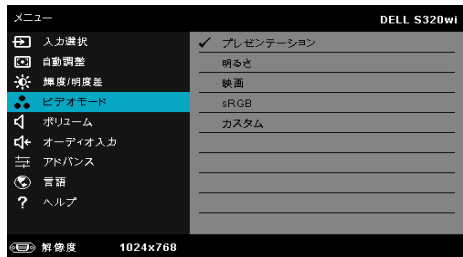 メニュー DELL S320wi
入力選択
自動調整
輝度/明度差
ビデオモード
ボリューム
オーディオ入力
アドバンス
言語
? ヘルプ
✓ プレゼンテーション
明るさ
映画
sRGB
カスタム
解像度 1024x768